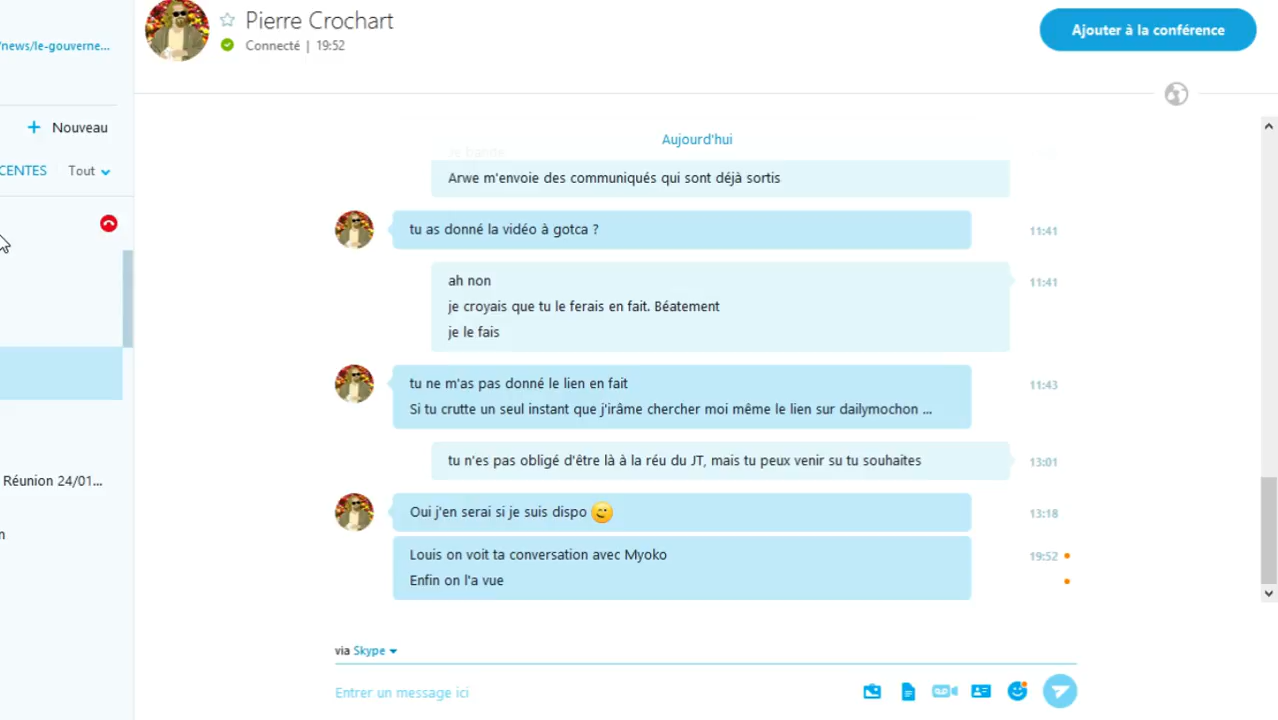 Pierre Crochart
Connecté | 19:52
Ajouter à la conférence
/news/le-gouverne...
Nouveau
CENTES
Tout
Réunion 24/01...
Aujourd'hui
Arwe m'envoie des communiqués qui sont déjà sortis
tu as donné la vidéo à gotca ?
11:41
ah non
11:41
je croyais que tu le ferais en fait. Béatement
je le fais
tu ne m'as pas donné le lien en fait
11:43
Si tu crutte un seul instant que j'irâme chercher moi même le lien sur dailymochon ...
tu n'es pas obligé d'être là à la réu du JT, mais tu peux venir su tu souhaites
13:01
Oui j'en serai si je suis dispo
13:18
Louis on voit ta conversation avec Myoko
19:52
Enfin on l'a vue
via Skype
Entrer un message ici